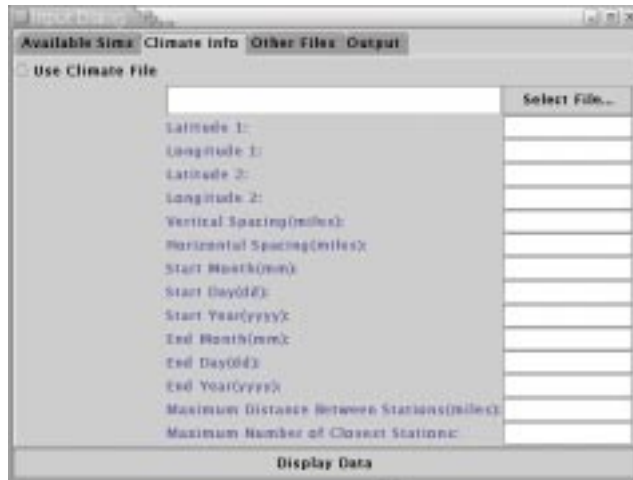 Input Dialog
Available Sims Climate Info Other Files Output
Use Climate File
Select File...
Latitude 1:
Longitude 1:
Latitude 2:
Longitude 2:
Vertical Spacing(miles):
Horizontal Spacing(miles):
Start Month(mm):
Start Day(dd):
Start Year(yyyy):
End Month(mm):
End Day(dd):
End Year(yyyy):
Maximum Distance Between Stations(miles):
Maximum Number of Closest Stations:
Display Data